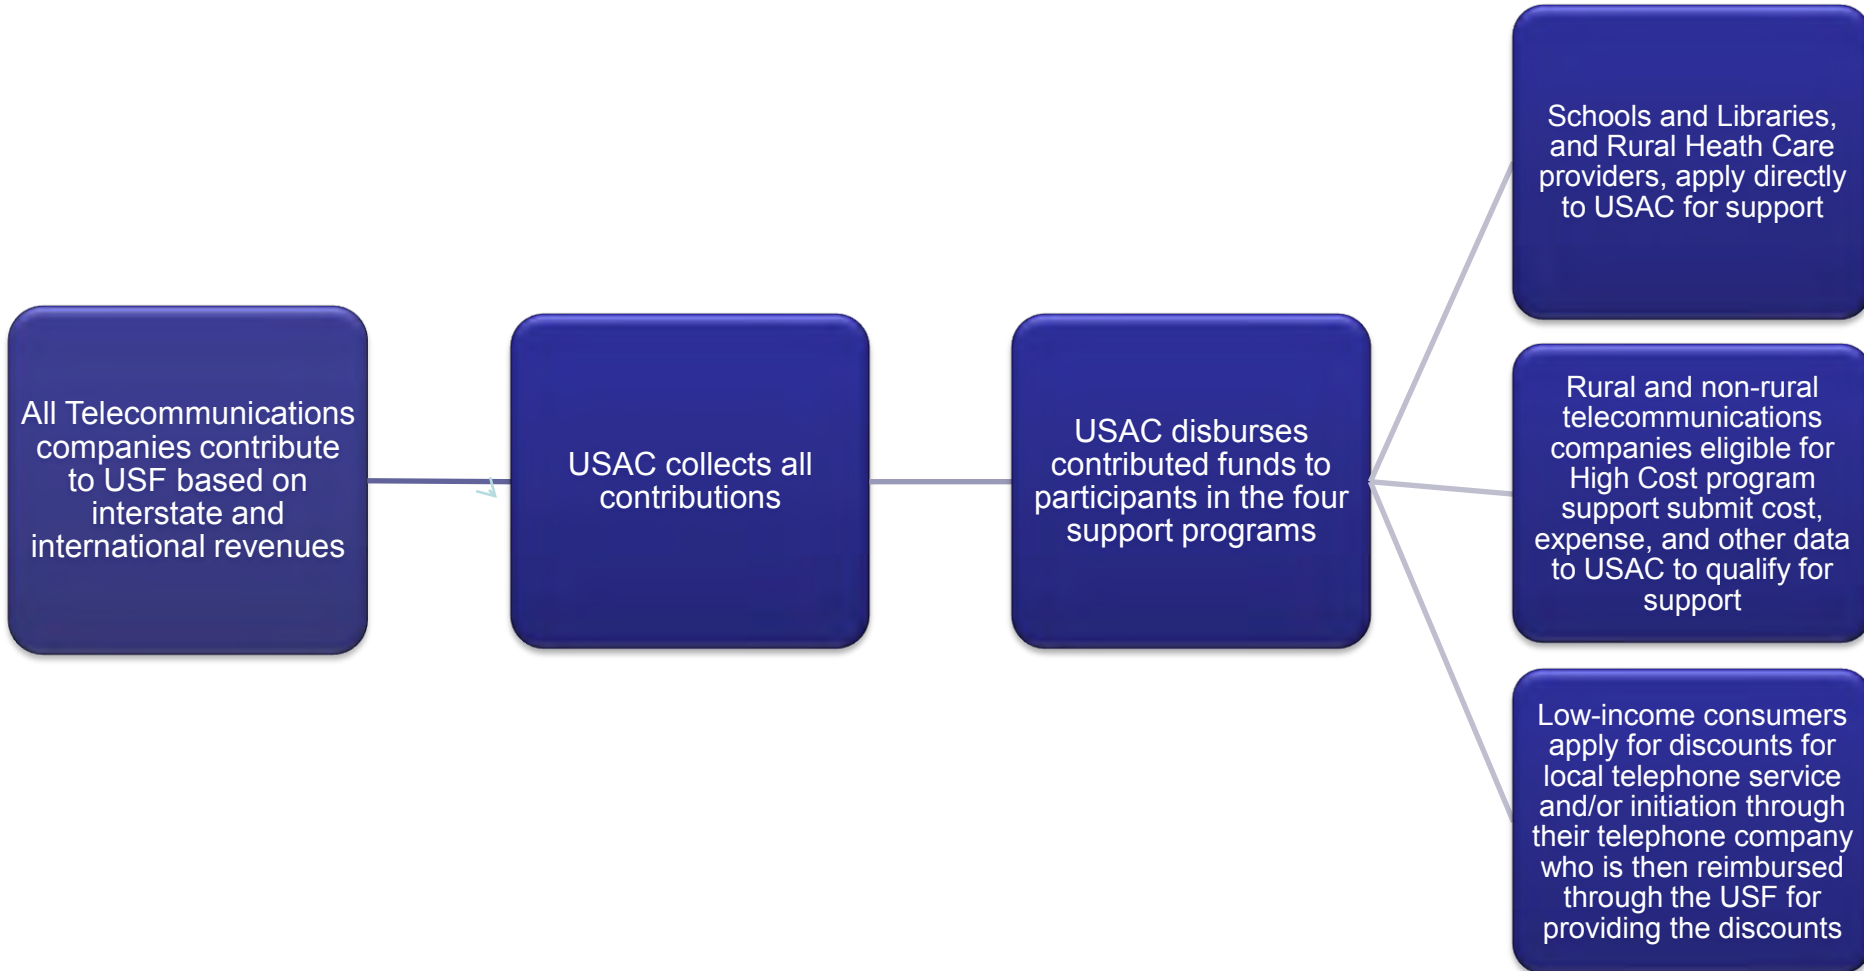 All Telecommunications
companies contribute
to USF based on
interstate and
international revenues
USAC collects all
contributions
USAC disburses
contributed funds to
participants in the four
support programs
Schools and Libraries,
and Rural Heath Care
providers, apply directly
to USAC for support
Rural and non-rural
telecommunications
companies eligible for
High Cost program
support submit cost,
expense, and other data
to USAC to qualify for
support
Low-income consumers
apply for discounts for
local telephone service
and/or initiation through
their telephone company
who is then reimbursed
through the USF for
providing the discounts